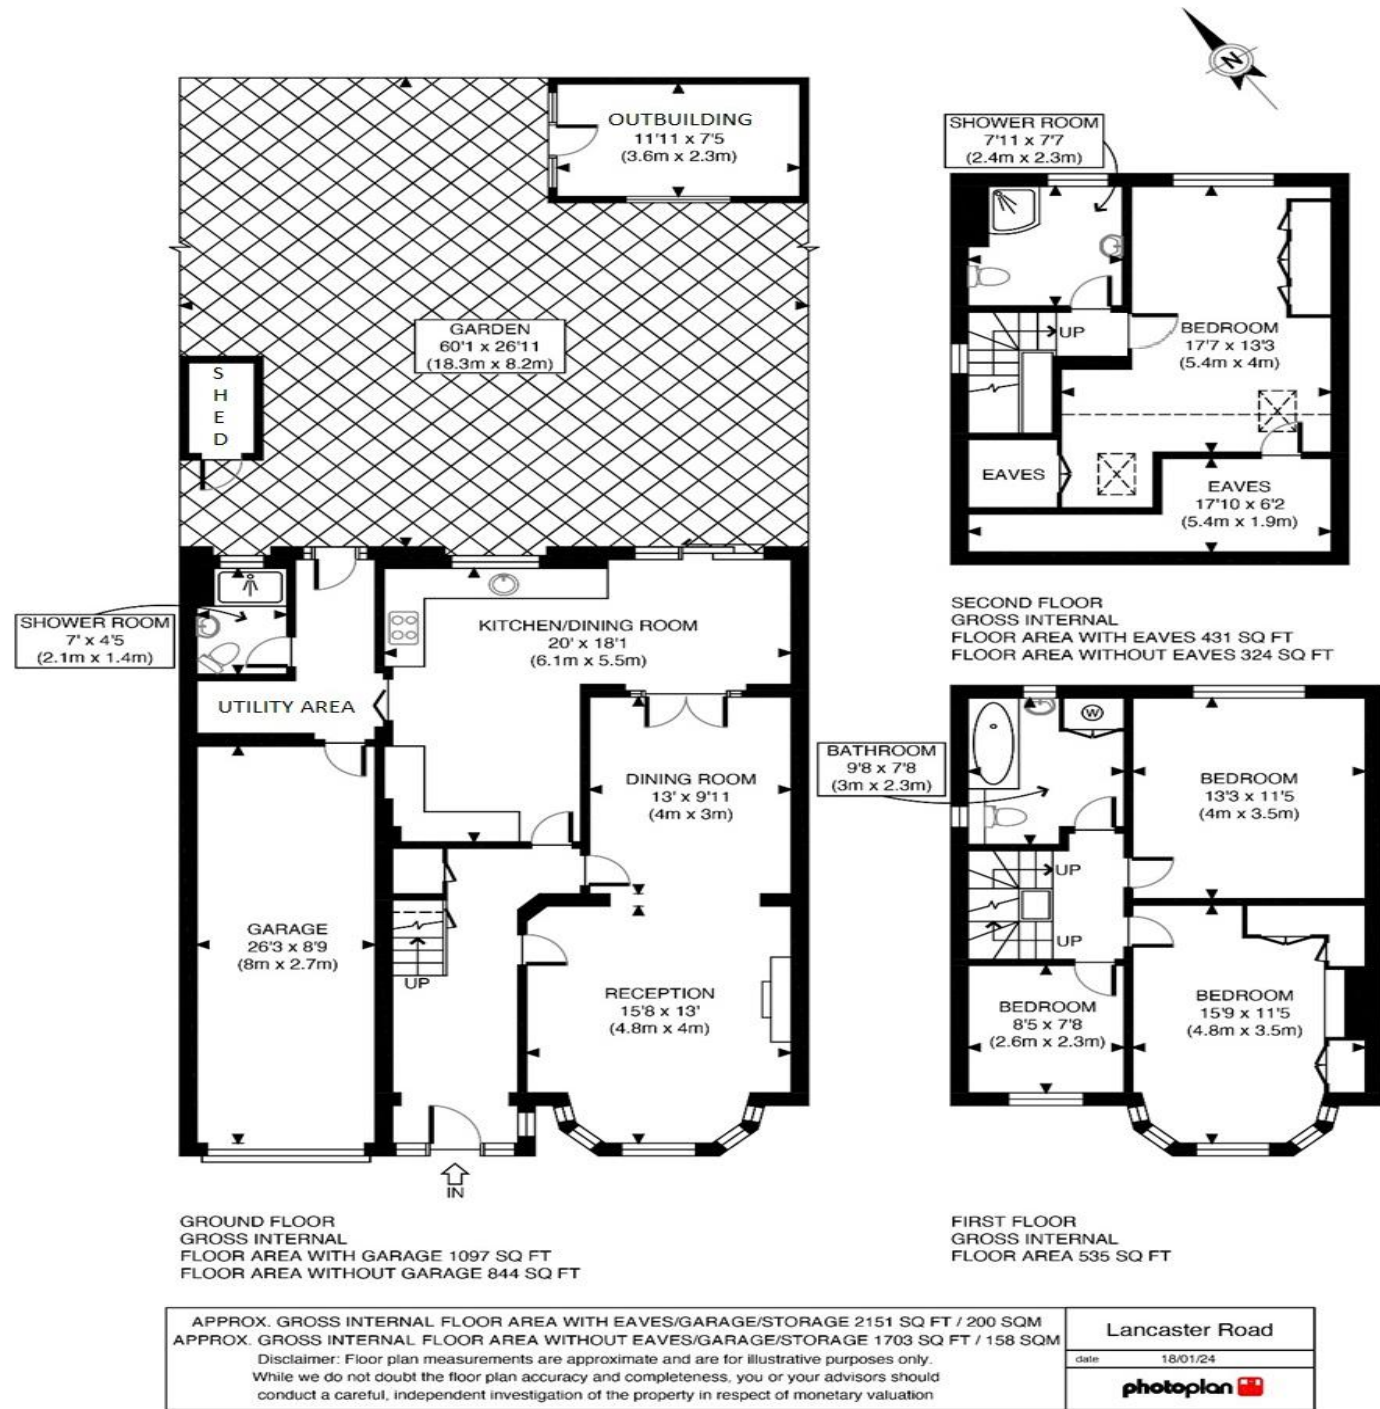 N
OUTBUILDING
11'11 x 7'5
(3.6m x 2.3m)
SHOWER ROOM
7'11 x 7'7
(2.4m x 2.3m)
GARDEN
60'1 x 26'11
(18.3m x 8.2m)
SHED
UP
BEDROOM
17'7 x 13'3
(5.4m x 4m)
EAVES
EAVES
17'10 x 6'2
(5.4m x 1.9m)
SECOND FLOOR
GROSS INTERNAL
FLOOR AREA WITH EAVES 431 SQ FT
FLOOR AREA WITHOUT EAVES 324 SQ FT
SHOWER ROOM
7' x 4'5
(2.1m x 1.4m)
KITCHEN/DINING ROOM
20' x 18'1
(6.1m x 5.5m)
UTILITY AREA
DINING ROOM
13' x 9'11
(4m x 3m)
GARAGE
26'3 x 8'9
(8m x 2.7m)
UP
RECEPTION
15'8 x 13'
(4.8m x 4m)
IN
GROUND FLOOR
GROSS INTERNAL
FLOOR AREA WITH GARAGE 1097 SQ FT
FLOOR AREA WITHOUT GARAGE 844 SQ FT
W
BATHROOM
9'8 x 7'8
(3m x 2.3m)
BEDROOM
13'3 x 11'5
(4m x 3.5m)
UP
UP
BEDROOM
8'5 x 7'8
(2.6m x 2.3m)
BEDROOM
15'9 x 11'5
(4.8m x 3.5m)
FIRST FLOOR
GROSS INTERNAL
FLOOR AREA 535 SQ FT
APPROX. GROSS INTERNAL FLOOR AREA WITH EAVES/GARAGE/STORAGE 2151 SQ FT / 200 SQM
APPROX. GROSS INTERNAL FLOOR AREA WITHOUT EAVES/GARAGE/STORAGE 1703 SQ FT / 158 SQM
Disclaimer: Floor plan measurements are approximate and are for illustrative purposes only.
While we do not doubt the floor plan accuracy and completeness, you or your advisors should
conduct a careful, independent investigation of the property in respect of monetary valuation
Lancaster Road
date 18/01/24
photoplan